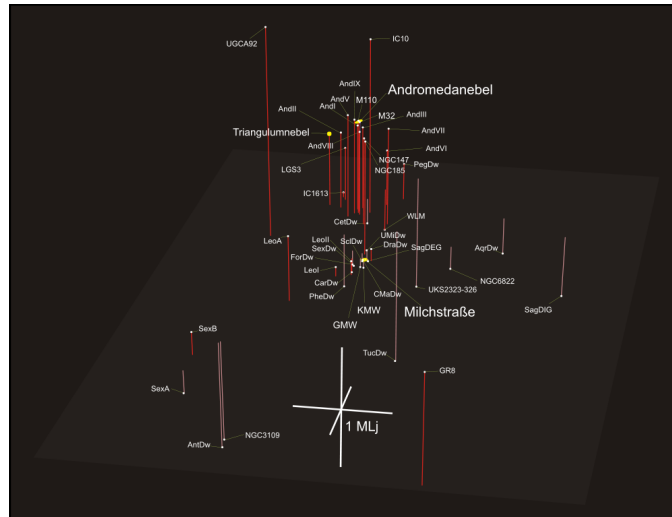 IC10
UGCA92
AndIX
Andromedanebel
AndV
M110
AndII
AndI
M32
AndIII
Triangulumnebel
AndVII
AndVIII
AndVI
NGC147
PegDw
LGS3
NGC185
IC1613
CetDw
WLM
LeoA
LeoII
UMiDw
SexDw
SclDw
DraDw
AqrDw
ForDw
SagDEG
LeoI
NGC6822
CarDw
UKS2323-326
PheDw
CMaDw
SagDIG
KMW
Milchstraße
GMW
SexB
TucDw
GR8
SexA
1 MLj
NGC3109
AntDw